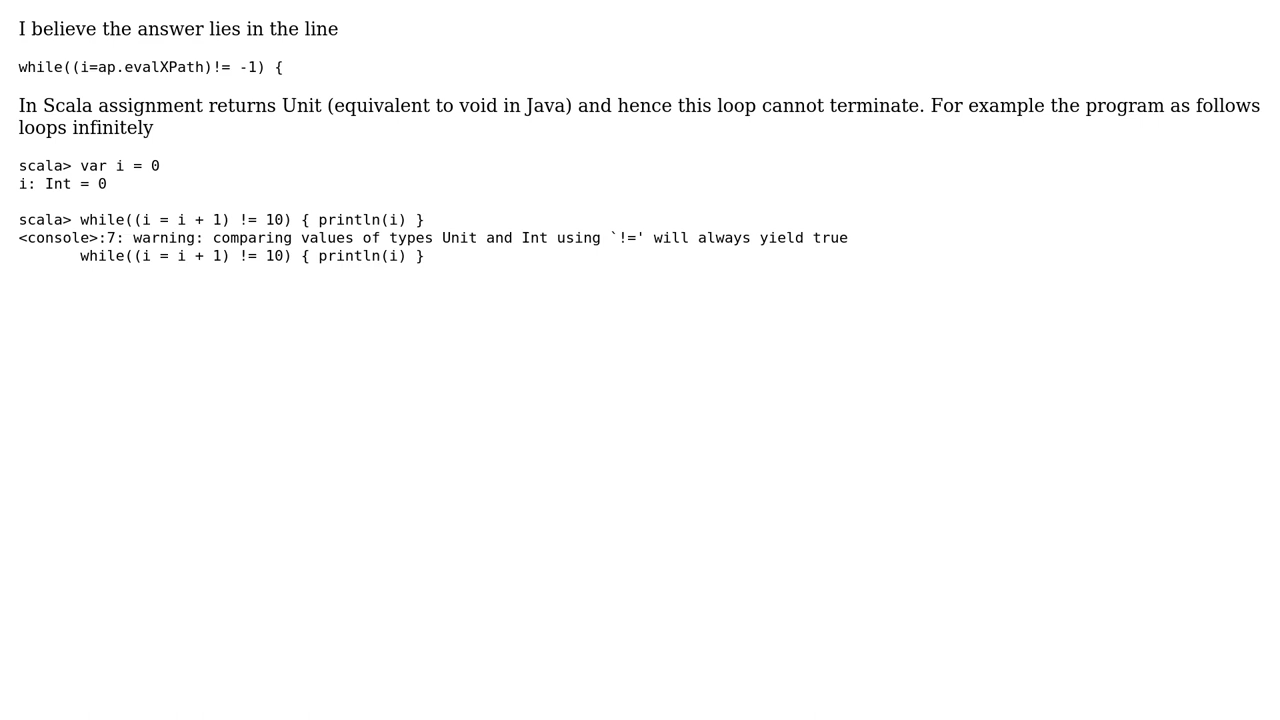 I believe the answer lies in the line
while((i=ap.evalXPath)!= -1) {
In Scala assignment returns Unit (equivalent to void in Java) and hence this loop cannot terminate. For example the program as follows
loops infinitely
scala> var i = 0
i: Int = 0
scala> while((i = i + 1) != 10) { println(i) }
<console>:7: warning: comparing values of types Unit and Int using `!=' will always yield true
       while((i = i + 1) != 10) { println(i) }